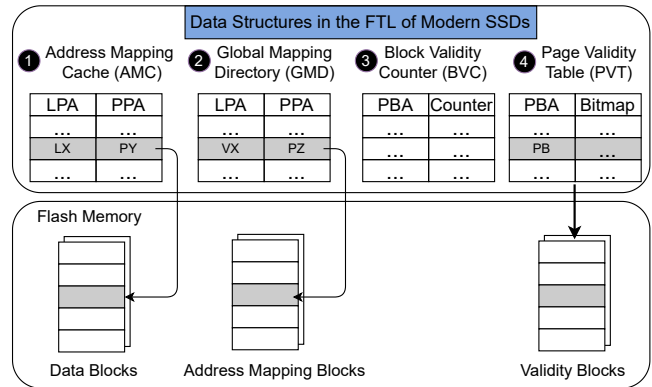 Data Structures in the FTL of Modern SSDs
1 Address Mapping
Cache (AMC)
2 Global Mapping
Directory (GMD)
3 Block Validity
Counter (BVC)
4 Page Validity
Table (PVT)
LPA PPA
... ...
LX PY
... ...
LPA PPA
... ...
VX PZ
... ...
PBA Counter
... ...
... ...
... ...
PBA Bitmap
... ...
PB ...
... ...
Flash Memory
Data Blocks
Address Mapping Blocks
Validity Blocks